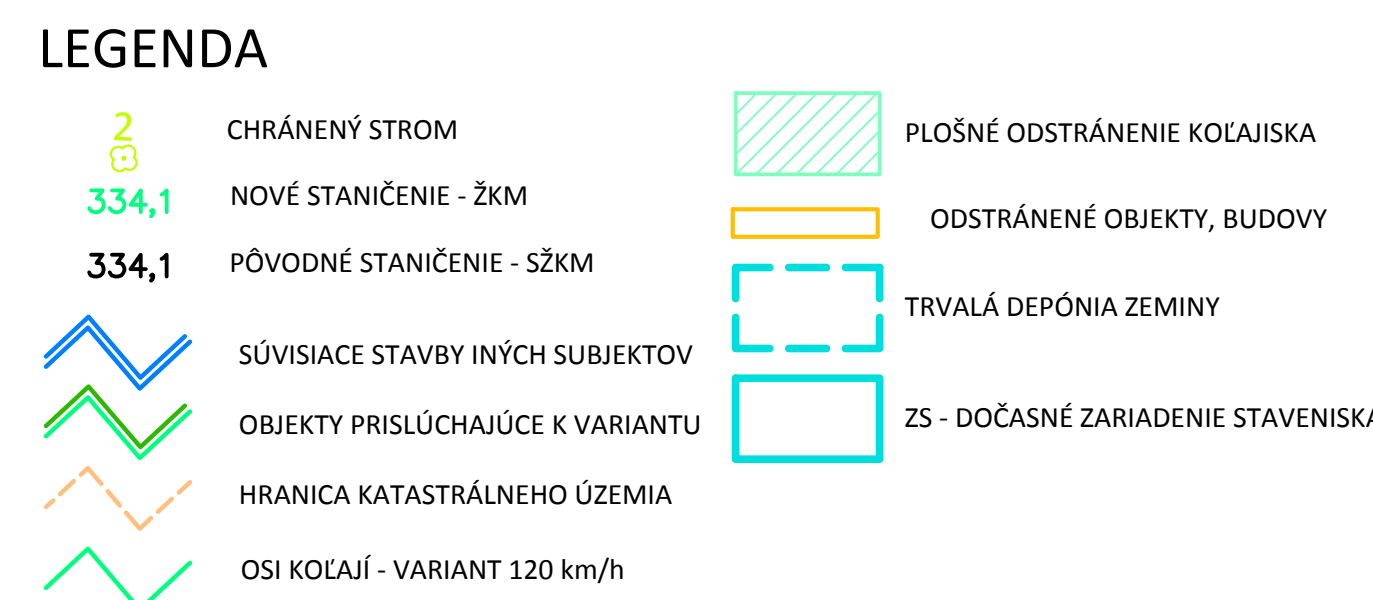 LEGENDA
2
CHRÁNENÝ STROM
334,1
NOVÉ STANIČENIE - ŽKM
334,1
PÔVODNÉ STANIČENIE - SŽKM
SÚVISIACE STAVBY INÝCH SUBJEKTOV
OBJEKTY PRISLÚCHAJÚCE K VARIANTU
HRANICA KATASTRÁLNEHO ÚZEMIA
OSI KOĽAJÍ - VARIANT 120 km/h
PLOŠNÉ ODSTRÁNENIE KOĽAJISKA
ODSTRÁNENÉ OBJEKTY, BUDOVY
TRVALÁ DEPÓNIA ZEMINY
ZS - DOČASNÉ ZARIADENIE STAVENISKA